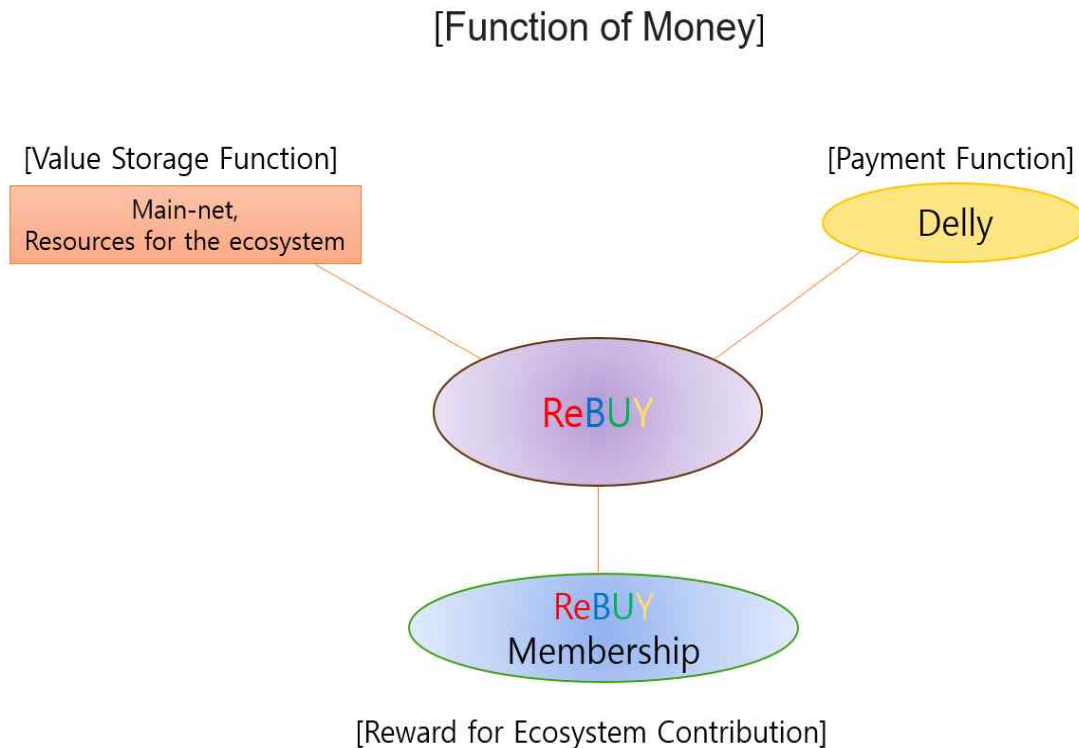 [Function of Money]
[Value Storage Function]
Main-net,
Resources for the ecosystem
[Payment Function]
Delly
ReBUY
ReBUY
Membership
[Reward for Ecosystem Contribution]